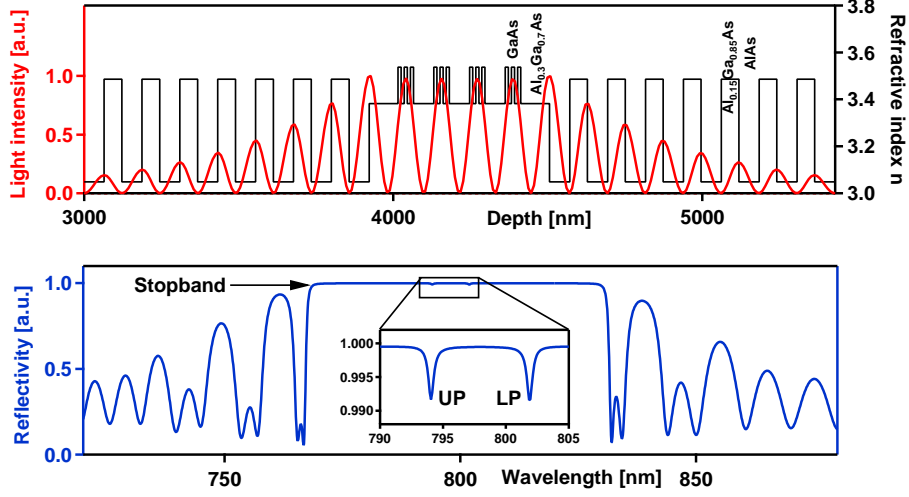 Light intensity [a.u.]
1.0
0.5
0.0
3000
4000
5000
Depth [nm]
GaAs
Al0.3Ga0.7As
Al0.15Ga0.85As
AlAs
3.8
3.6
3.4
3.2
3.0
Refractive index n
Reflectivity [a.u.]
1.0
0.5
0.0
Stopband
1.000
0.995
0.990
UP
LP
790
795
802
805
750
800
850
Wavelength [nm]